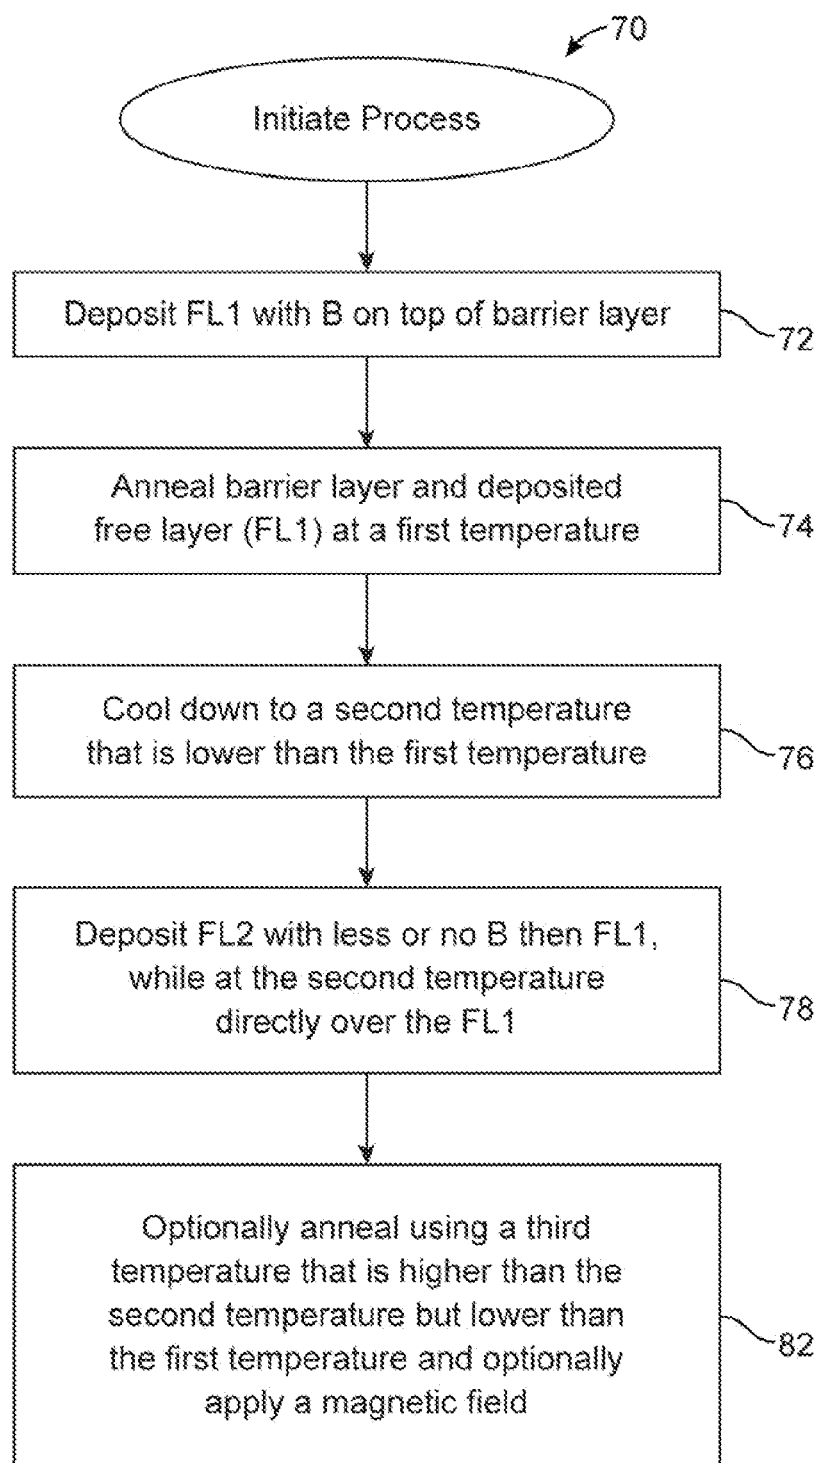 70
Initiate Process
Deposit FL1 with B on top of barrier layer
72
Anneal barrier layer and deposited
free layer (FL1) at a first temperature
74
Cool down to a second temperature
that is lower than the first temperature
76
Deposit FL2 with less or no B then FL1,
while at the second temperature
directly over the FL1
78
Optionally anneal using a third
temperature that is higher than the
second temperature but lower than
the first temperature and optionally
apply a magnetic field
82